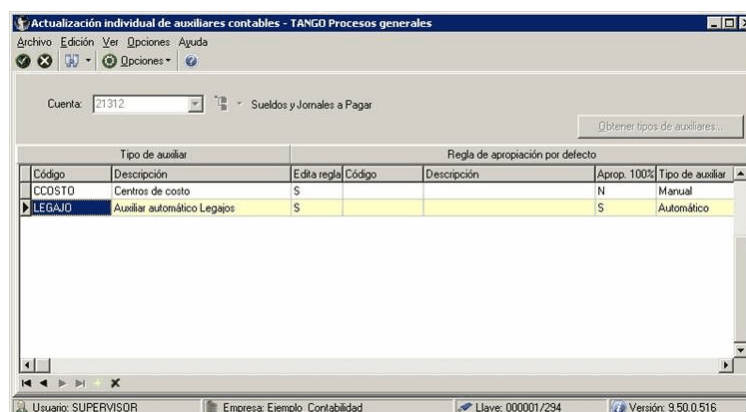 Actualización individual de auxiliares contables - TANGO Procesos generales
Archivo Edición Ver Opciones Ayuda
Opciones
Cuenta: 21312 Sueldos y Jornales a Pagar
Obtener tipos de auxiliares...
Tipo de auxiliar Regla de apropiación por defecto
Código Descripción Edita regla Código Descripción Aprop. 100% Tipo de auxiliar
CCOSTO Centros de costo S N Manual
LEGAJO Auxiliar automático Legajos S S Automático
Usuario: SUPERVISOR Empresa: Ejemplo Contabilidad Llave: 000001/294 Versión: 9.50.0.516